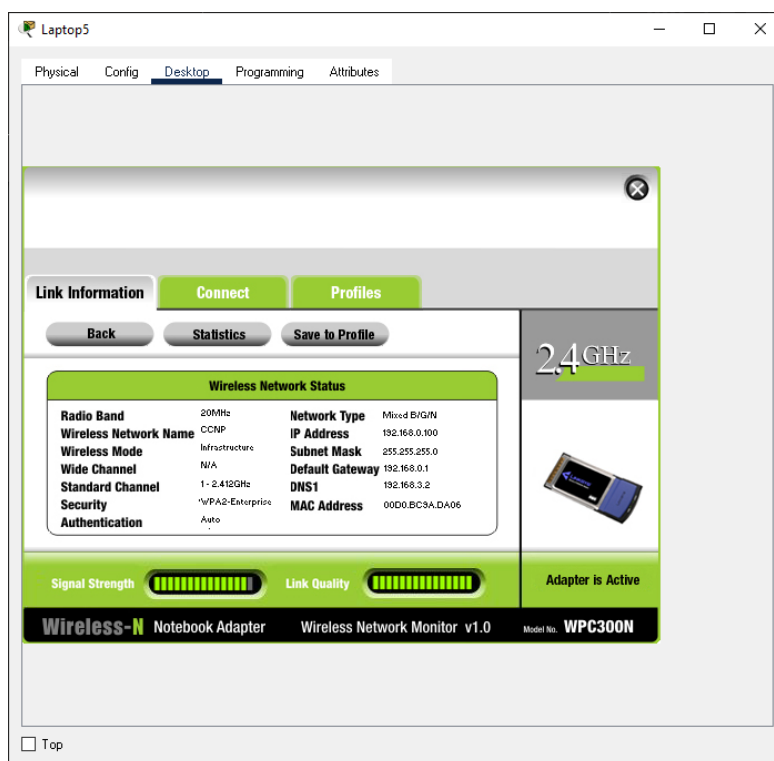 Laptop5
Physical Config Desktop Programming Attributes
Link Information Connect Profiles
Back Statistics Save to Profile
2.4GHz
Wireless Network Status
Radio Band 20MHz Network Type Mixed B/G/N
Wireless Network Name CCNP IP Address 192.168.0.100
Wireless Mode Infrastructure Subnet Mask 255.255.255.0
Wide Channel N/A Default Gateway 192.168.0.1
Standard Channel 1 - 2.412GHz DNS1 192.168.3.2
Security WPA2-Enterprise MAC Address 00D0.BC9A.DA06
Authentication Auto
Signal Strength Link Quality Adapter is Active
Wireless-N Notebook Adapter Wireless Network Monitor v1.0 Model No. WPC300N
Top